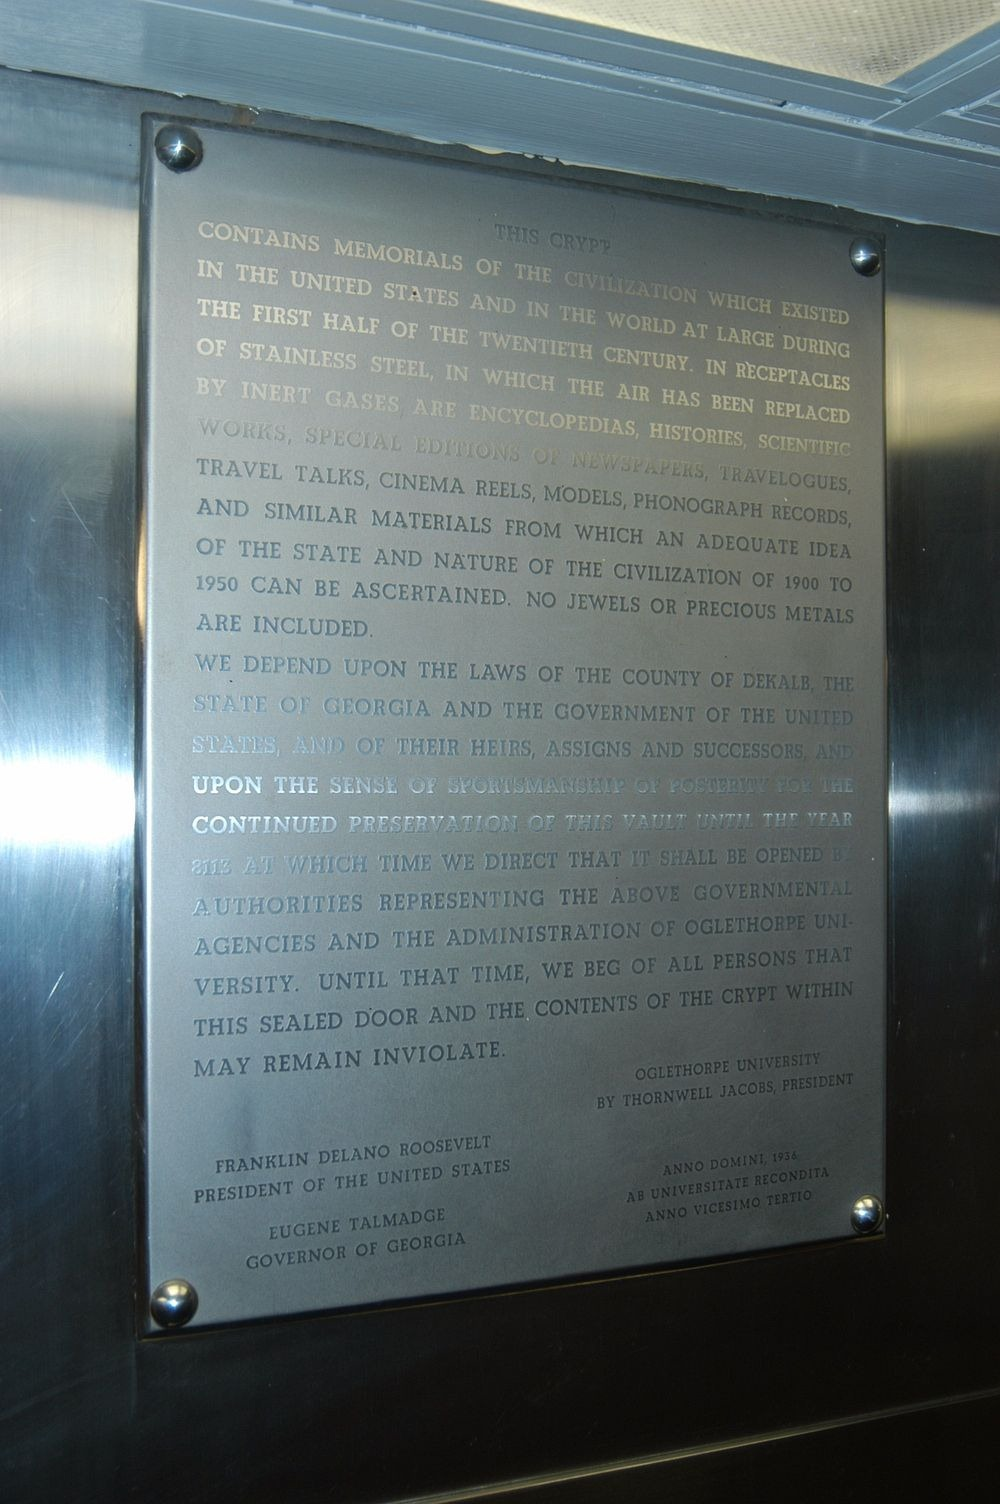 THIS CRYPT
CONTAINS MEMORIALS OF THE CIVILIZATION WHICH EXISTED
IN THE UNITED STATES AND IN THE WORLD AT LARGE DURING
THE FIRST HALF OF THE TWENTIETH CENTURY. IN RECEPTACLES
OF STAINLESS STEEL, IN WHICH THE AIR HAS BEEN REPLACED
BY INERT GASES, ARE ENCYCLOPEDIAS, HISTORIES, SCIENTIFIC
WORKS, SPECIAL EDITIONS OF NEWSPAPERS, TRAVELOGUES,
TRAVEL TALKS, CINEMA REELS, MODELS, PHONOGRAPH RECORDS,
AND SIMILAR MATERIALS FROM WHICH AN ADEQUATE IDEA
OF THE STATE AND NATURE OF THE CIVILIZATION OF 1900 TO
1950 CAN BE ASCERTAINED. NO JEWELS OR PRECIOUS METALS
ARE INCLUDED.
WE DEPEND UPON THE LAWS OF THE COUNTY OF DEKALB, THE
STATE OF GEORGIA AND THE GOVERNMENT OF THE UNITED
STATES, AND OF THEIR HEIRS, ASSIGNS AND SUCCESSORS, AND
UPON THE SENSE OF SPORTSMANSHIP OF POSTERITY FOR THE
CONTINUED PRESERVATION OF THIS VAULT UNTIL THE YEAR
8113 AT WHICH TIME WE DIRECT THAT IT SHALL BE OPENED BY
AUTHORITIES REPRESENTING THE ABOVE GOVERNMENTAL
AGENCIES AND THE ADMINISTRATION OF OGLETHORPE UNI-
VERSITY. UNTIL THAT TIME, WE BEG OF ALL PERSONS THAT
THIS SEALED DOOR AND THE CONTENTS OF THE CRYPT WITHIN
MAY REMAIN INVIOLATE.
OGLETHORPE UNIVERSITY
BY THORNWELL JACOBS, PRESIDENT
FRANKLIN DELANO ROOSEVELT
PRESIDENT OF THE UNITED STATES
EUGENE TALMADGE
GOVERNOR OF GEORGIA
ANNO DOMINI, 1936
AB UNIVERSITATE RECONDITA
ANNO VICESIMO TERTIO